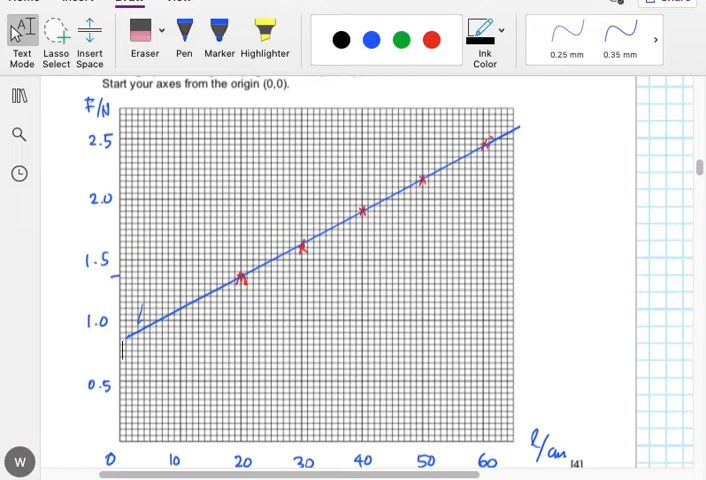 Draw
Text
Mode
Lasso
Select
Insert
Space
Eraser
Pen
Marker
Highlighter
Ink
Color
0.25 mm
0.35 mm
Start your axes from the origin (0,0).
F/N
2.5
2.0
1.5
1.0
0.5
0
10
20
30
40
50
60
l/cm
[4]
W